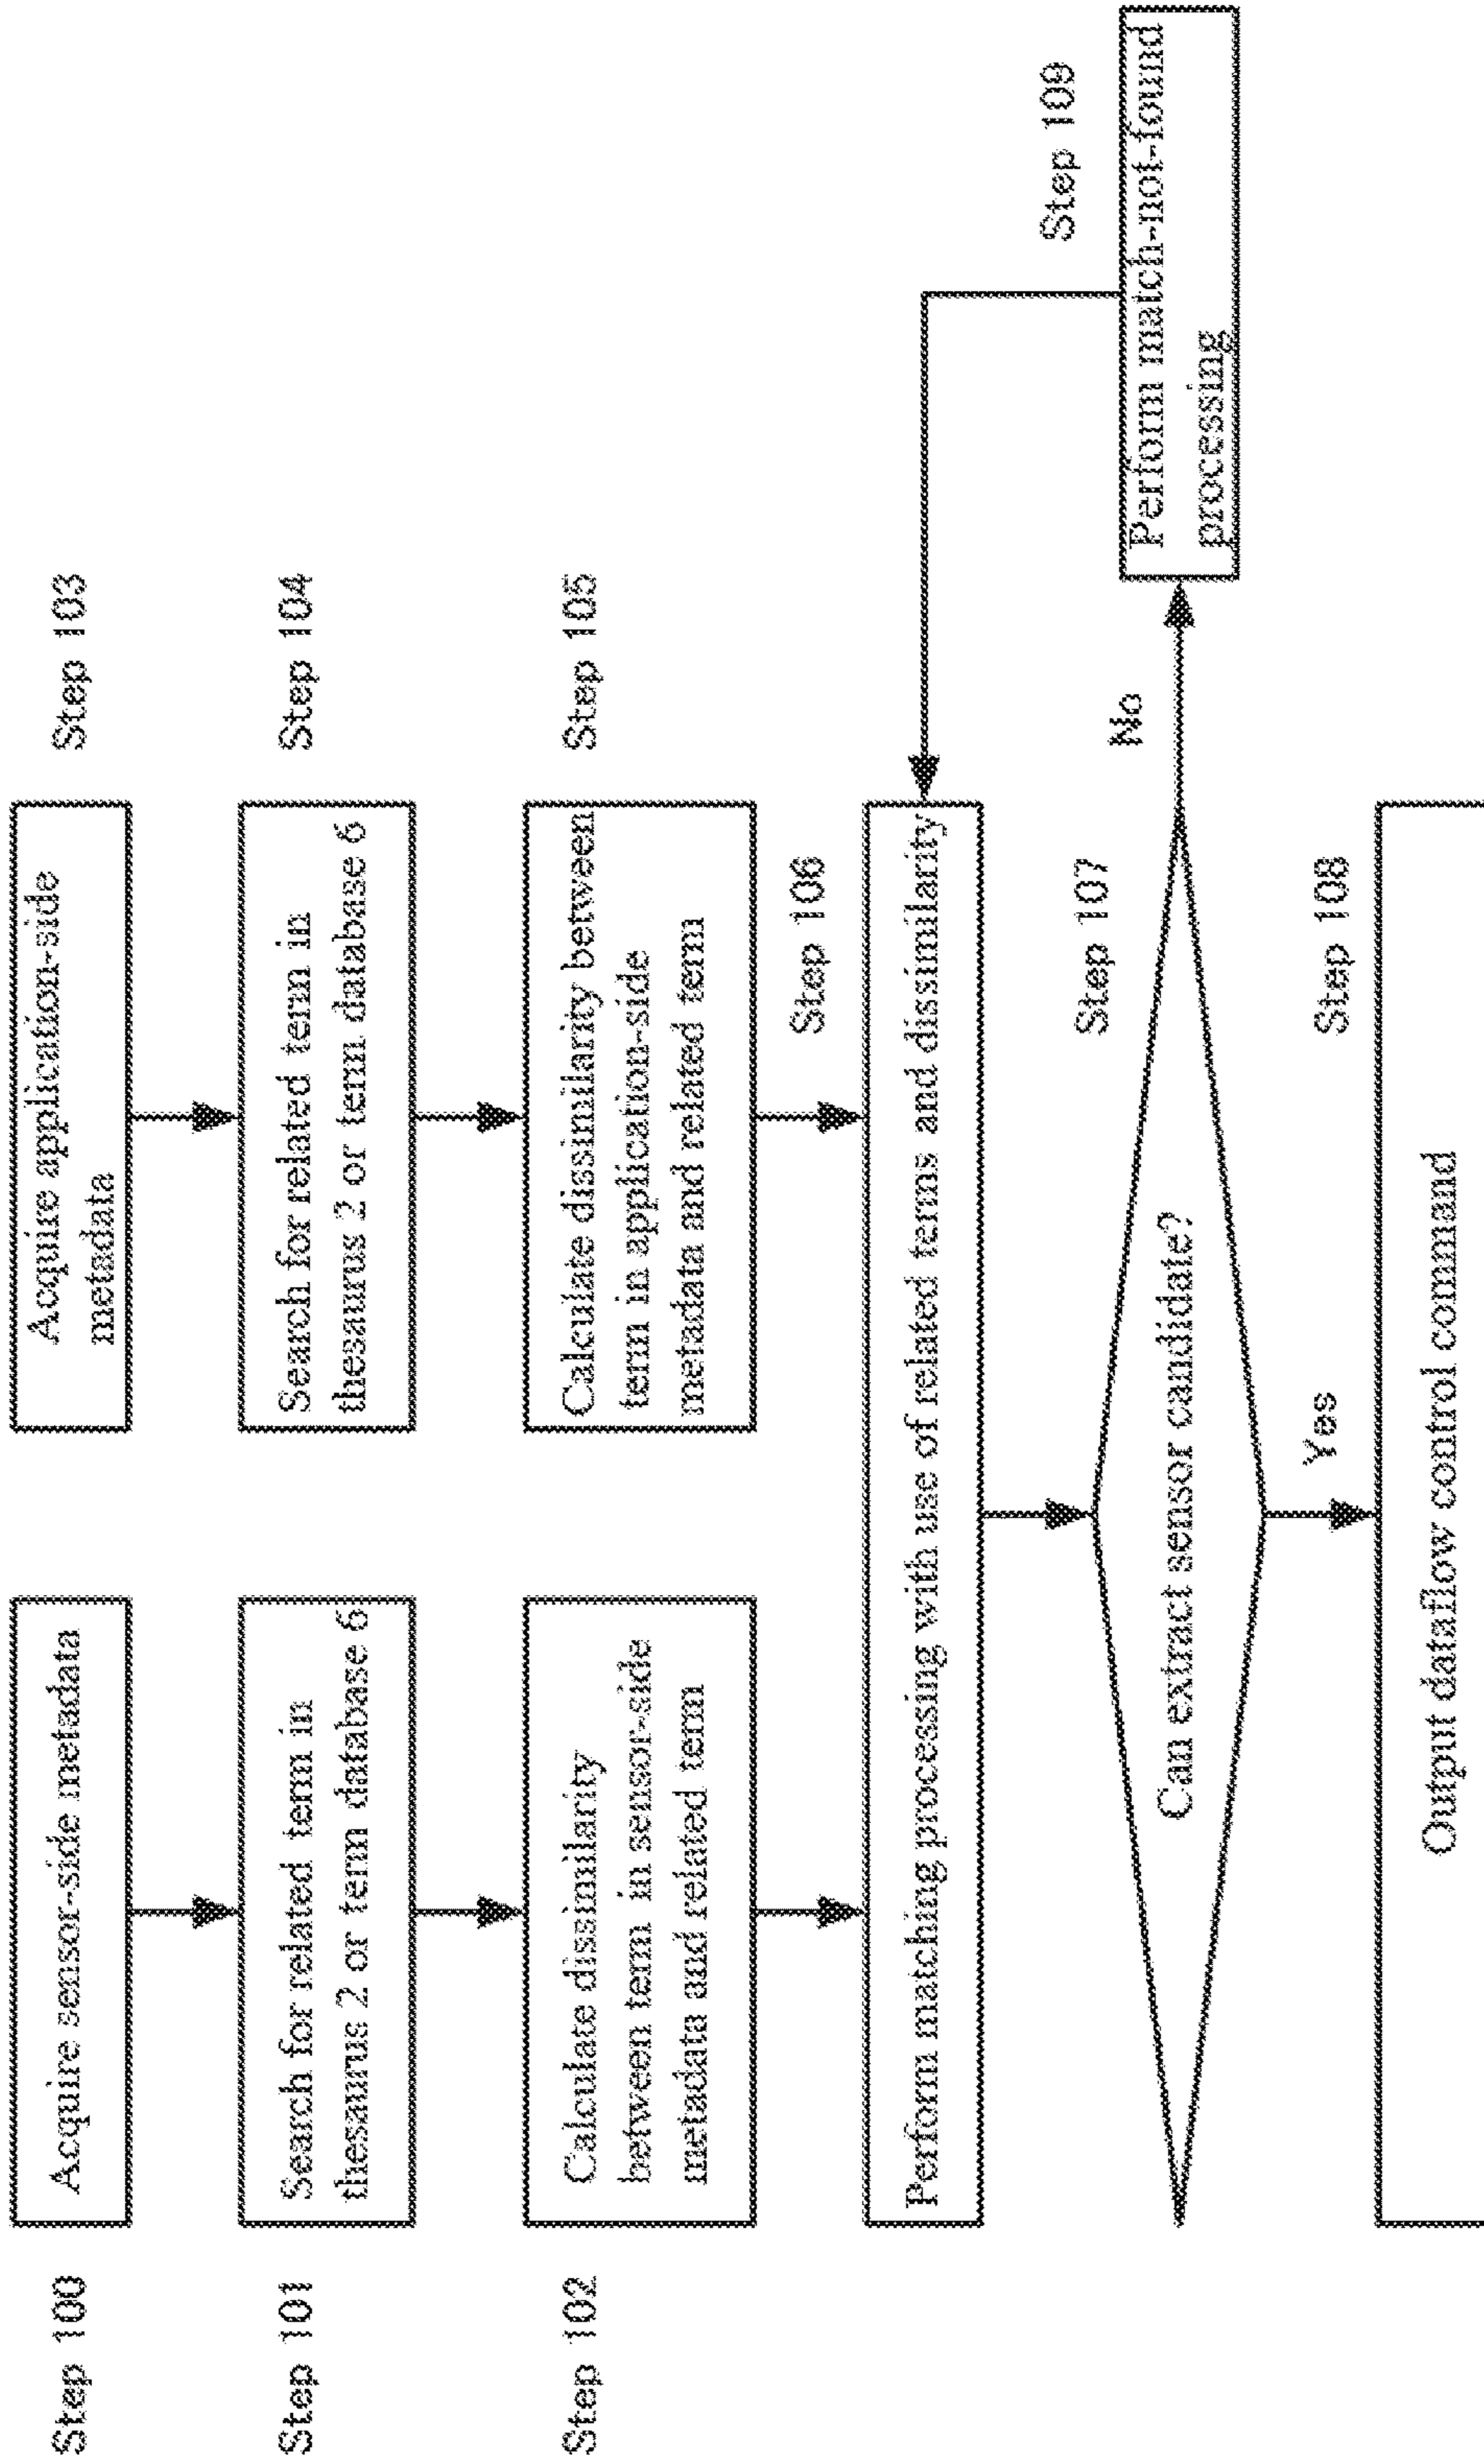 Step 100
Acquire sensor-side metadata
Step 101
Search for related term in
thesaurus 2 or term database 6
Step 102
Calculate dissimilarity
between term in sensor-side
metadata and related term
Acquire application-side
metadata
Step 103
Search for related term in
thesaurus 2 or term database 6
Step 104
Calculate dissimilarity between
term in application-side
metadata and related term
Step 105
Step 106
Perform matching processing with use of related terms and dissimilarity
Step 107
Can extract sensor candidate?
No
Step 109
Perform match-not-found
processing
Yes
Step 108
Output dataflow control command